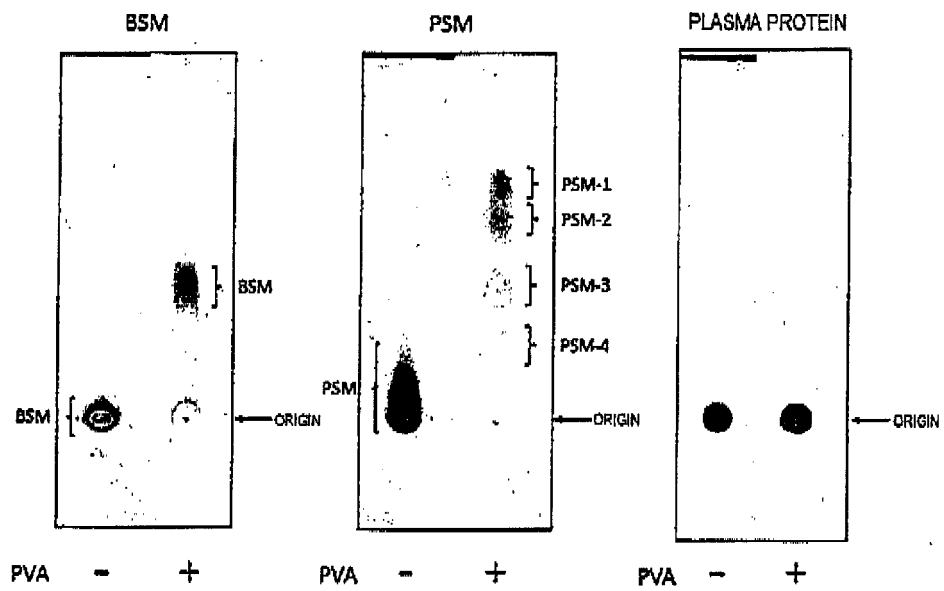 BSM PSM PLASMA PROTEIN
PSM-1
PSM-2
BSM PSM-3
PSM-4
BSM PSM
ORIGIN ORIGIN ORIGIN
PVA - + PVA - + PVA - +